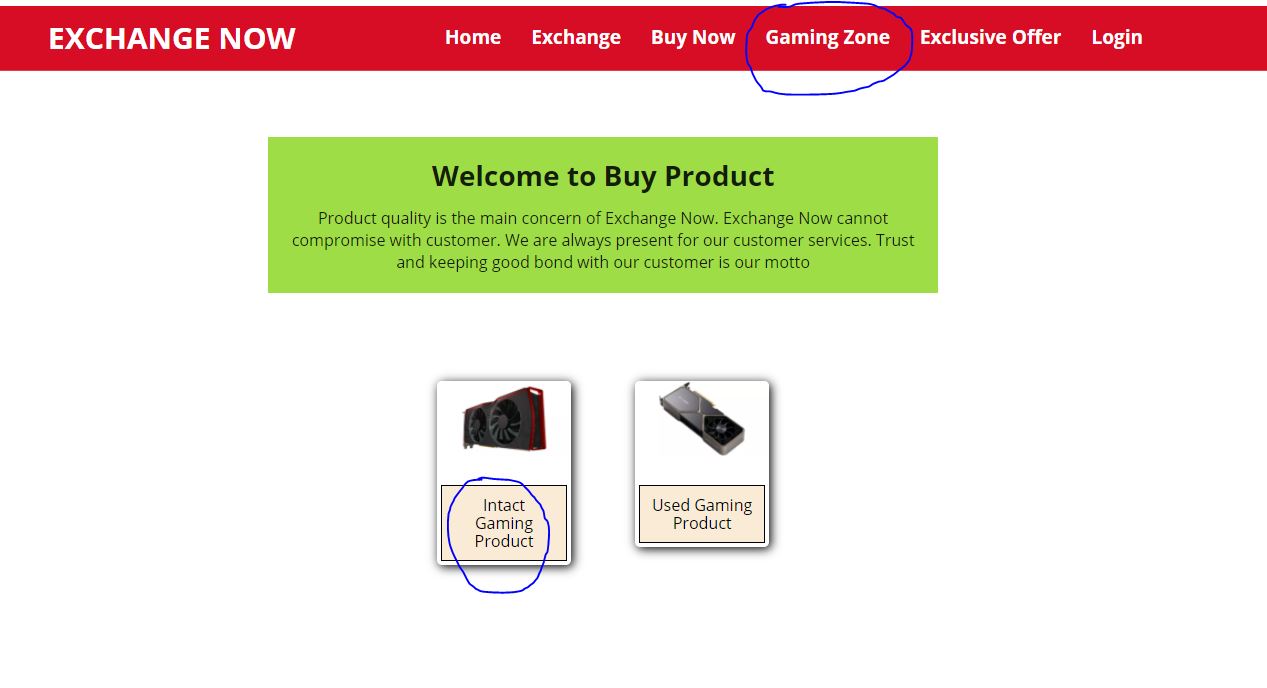 EXCHANGE NOW
Home Exchange Buy Now Gaming Zone Exclusive Offer Login
Welcome to Buy Product
Product quality is the main concern of Exchange Now. Exchange Now cannot
compromise with customer. We are always present for our customer services. Trust
and keeping good bond with our customer is our motto
Intact
Gaming
Product
Used Gaming
Product